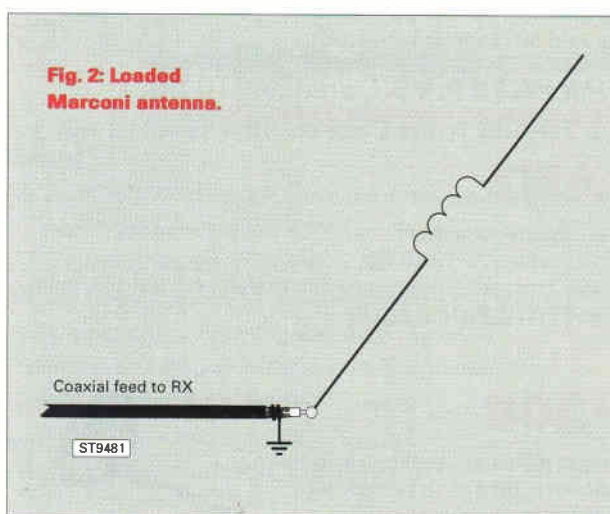 Fig. 2: Loaded
Marconi antenna.
Coaxial feed to RX
ST9481